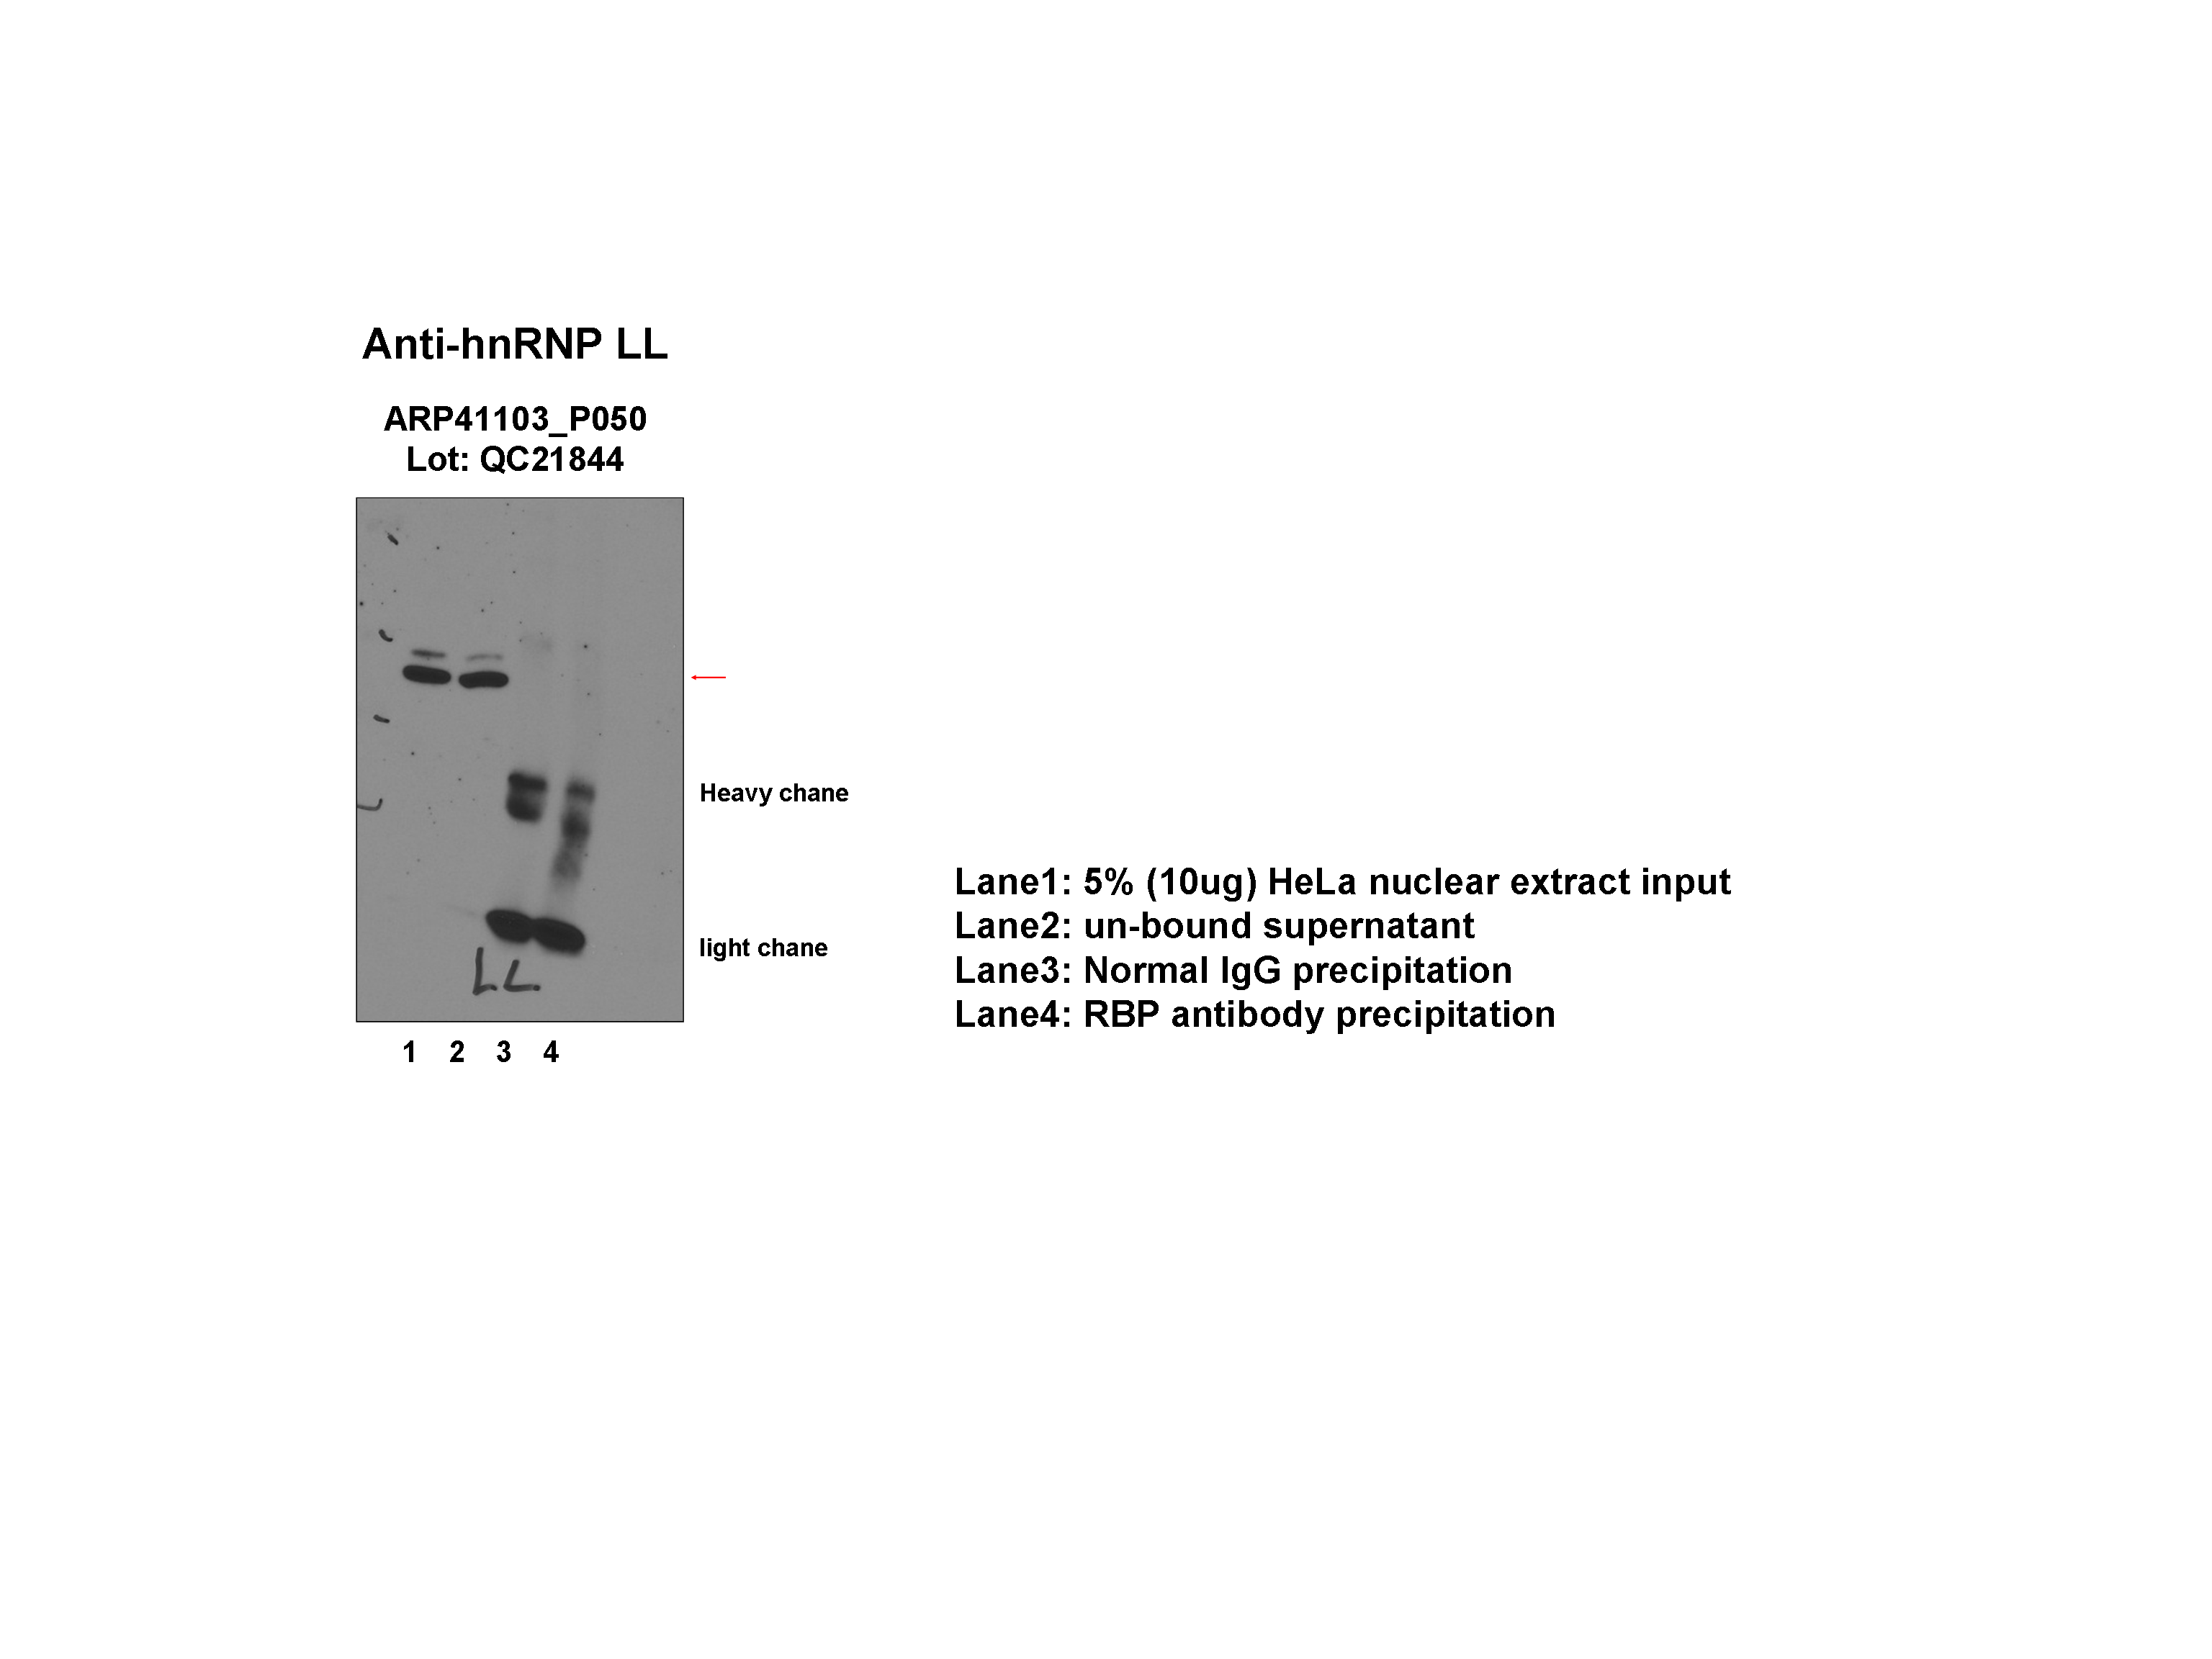 Anti-hnRNP LL
ARP41103_P050
Lot: QC21844
Heavy chane
light chane
LL
1 2 3 4
Lane1: 5% (10ug) HeLa nuclear extract input
Lane2: un-bound supernatant
Lane3: Normal IgG precipitation
Lane4: RBP antibody precipitation